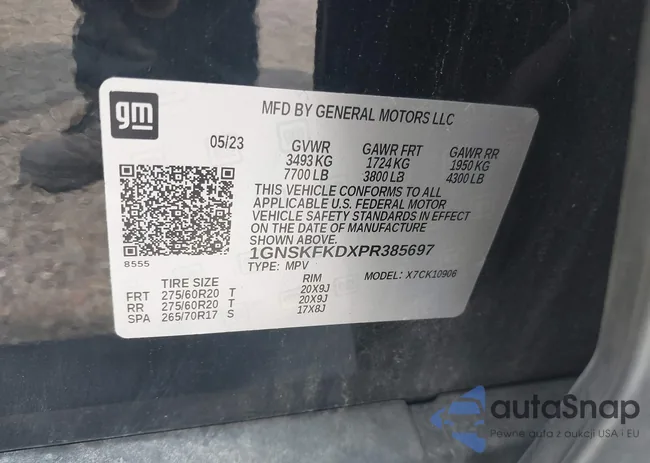 gm
MFD BY GENERAL MOTORS LLC
05/23 GVWR GAWR FRT GAWR RR
3493 KG 1724 KG 1950 KG
7700 LB 3800 LB 4300 LB
THIS VEHICLE CONFORMS TO ALL
APPLICABLE U.S. FEDERAL MOTOR
VEHICLE SAFETY STANDARDS IN EFFECT
ON THE DATE OF MANUFACTURE
SHOWN ABOVE.
1GNSKFKDXPR385697
8555 TYPE: MPV MODEL: X7CK10906
TIRE SIZE RIM
FRT 275/60R20 T 20X9J
RR 275/60R20 T 20X9J
SPA 265/70R17 S 17X8J
autaSnap
Pewne auta z aukcji USA i EU